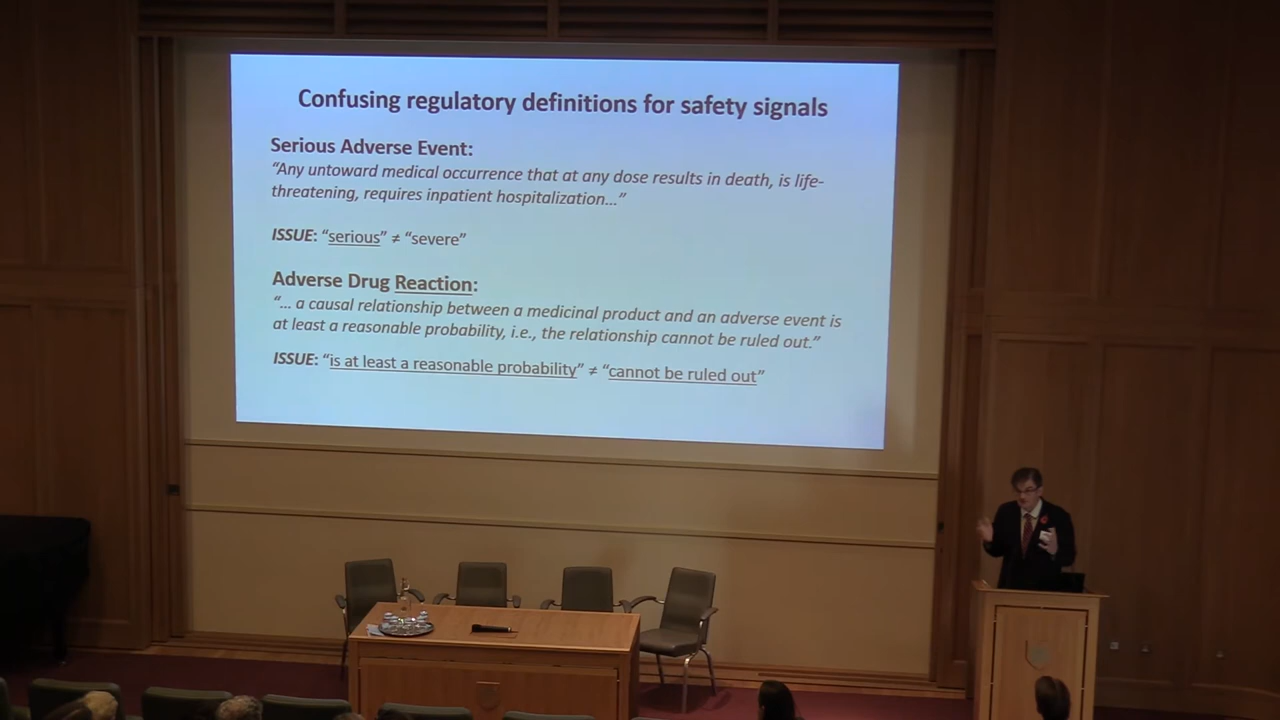 Confusing regulatory definitions for safety signals
Serious Adverse Event:
“Any untoward medical occurrence that at any dose results in death, is life-
threatening, requires inpatient hospitalization...”
ISSUE: “serious” ≠ “severe”
Adverse Drug Reaction:
“... a causal relationship between a medicinal product and an adverse event is
at least a reasonable probability, i.e., the relationship cannot be ruled out.”
ISSUE: “is at least a reasonable probability” ≠ “cannot be ruled out”